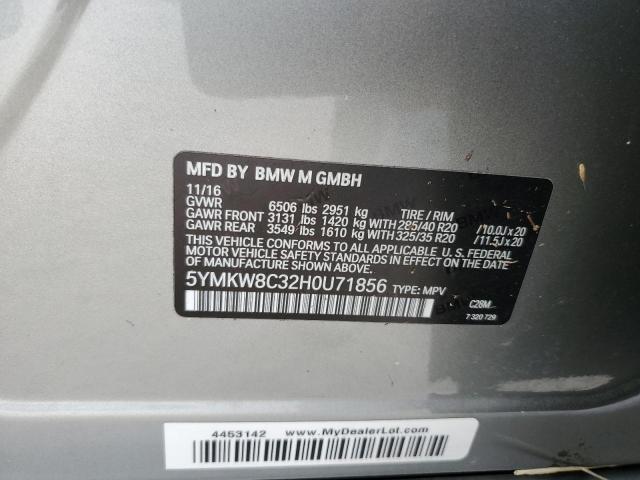 MFD BY BMW M GMBH
11/16
GVWR 6506 lbs 2951 kg TIRE / RIM
GAWR FRONT 3131 lbs 1420 kg WITH 285/40 R20 /10.0J x 20
GAWR REAR 3549 lbs 1610 kg WITH 325/35 R20 /11.5J x 20
THIS VEHICLE CONFORMS TO ALL APPLICABLE U. S. FEDERAL
MOTOR VEHICLE SAFETY STANDARDS IN EFFECT ON THE
DATE OF MANUFACTURE SHOWN ABOVE.
5YMKW8C32H0U71856 TYPE: MPV
C28M
7 320 729
4453142 www.MyDealerLot.com